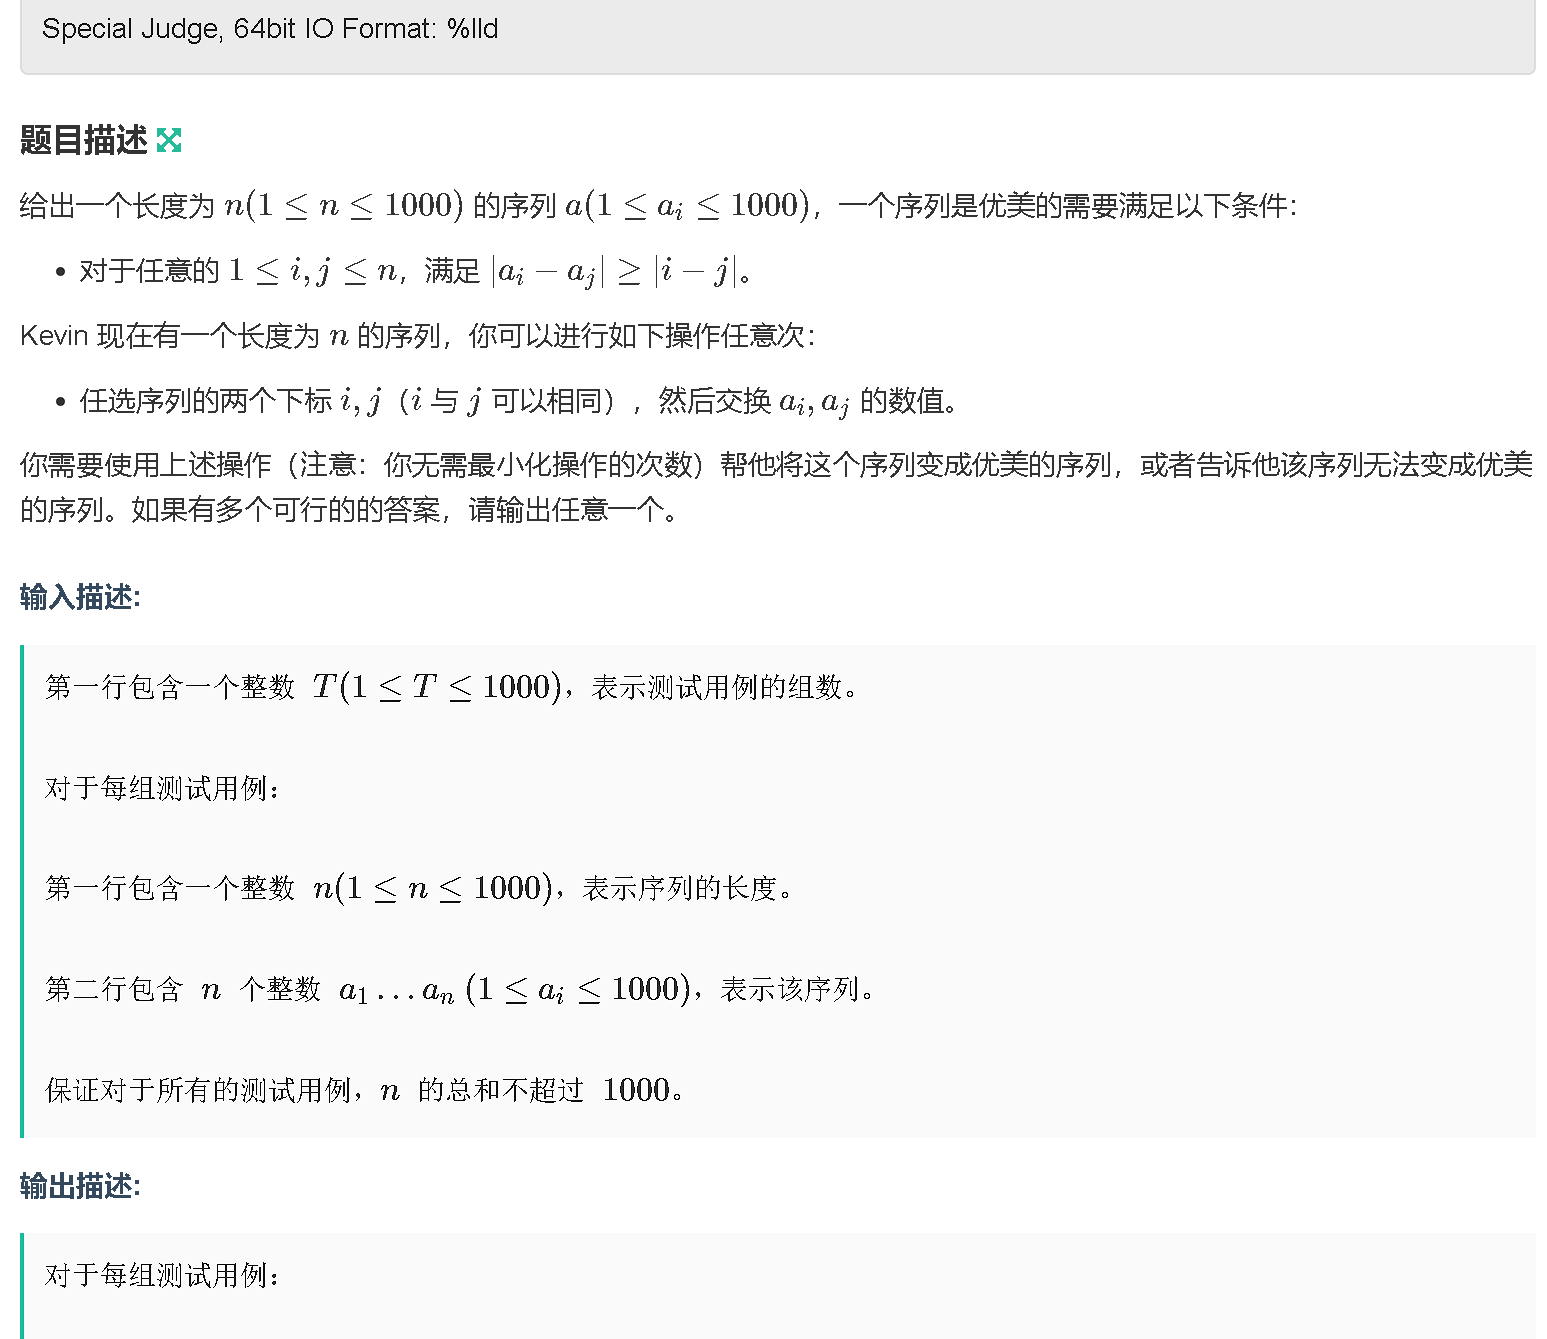 Special Judge, 64bit IO Format: %lld
题目描述
给出一个长度为 n(1 ≤ n ≤ 1000) 的序列 a(1 ≤ a_i ≤ 1000)，一个序列是优美的需要满足以下条件：
• 对于任意的 1 ≤ i, j ≤ n，满足 |a_i − a_j| ≥ |i − j|。
Kevin 现在有一个长度为 n 的序列，你可以进行如下操作任意次：
• 任选序列的两个下标 i, j（i 与 j 可以相同），然后交换 a_i, a_j 的数值。
你需要使用上述操作（注意：你无需最小化操作的次数）帮他将这个序列变成优美的序列，或者告诉他该序列无法变成优美
的序列。如果有多个可行的的答案，请输出任意一个。
输入描述:
第一行包含一个整数 T(1 ≤ T ≤ 1000)，表示测试用例的组数。
对于每组测试用例：
第一行包含一个整数 n(1 ≤ n ≤ 1000)，表示序列的长度。
第二行包含 n 个整数 a_1 … a_n (1 ≤ a_i ≤ 1000)，表示该序列。
保证对于所有的测试用例，n 的总和不超过 1000。
输出描述:
对于每组测试用例：